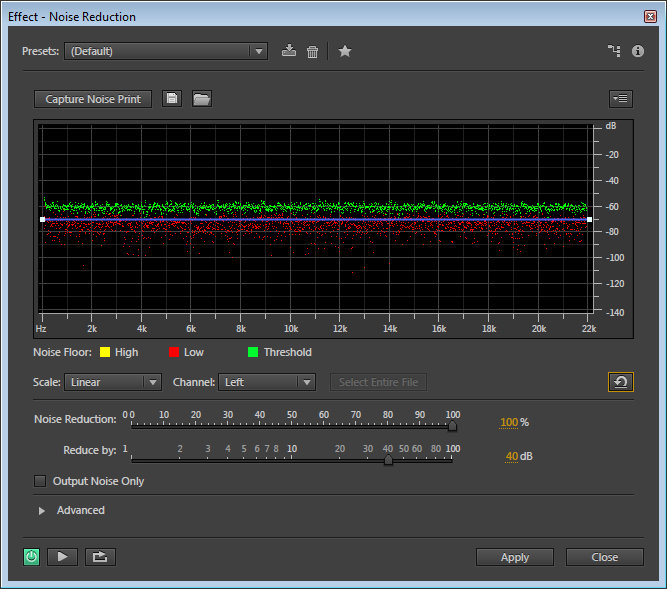 Effect - Noise Reduction
Presets: (Default)
Capture Noise Print
dB
-20
-40
-60
-80
-100
-120
-140
Hz 2k 4k 6k 8k 10k 12k 14k 16k 18k 20k 22k
Noise Floor: High Low Threshold
Scale: Linear Channel: Left Select Entire File
Noise Reduction: 0 0 10 20 30 40 50 60 70 80 90 100 100 %
Reduce by: 1 2 3 4 5 6 7 8 10 20 30 40 50 60 80 100 40 dB
Output Noise Only
Advanced
Apply Close